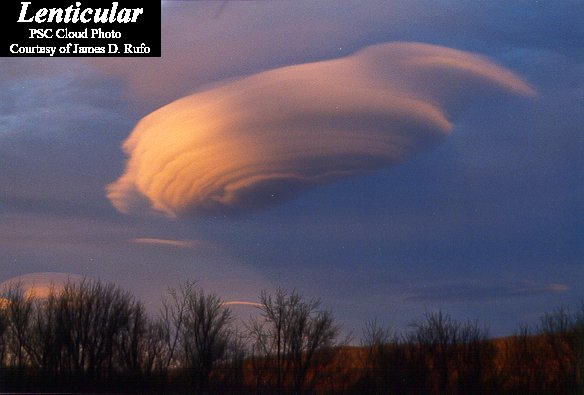 Lenticular
PSC Cloud Photo
Courtesy of James D. Rufo